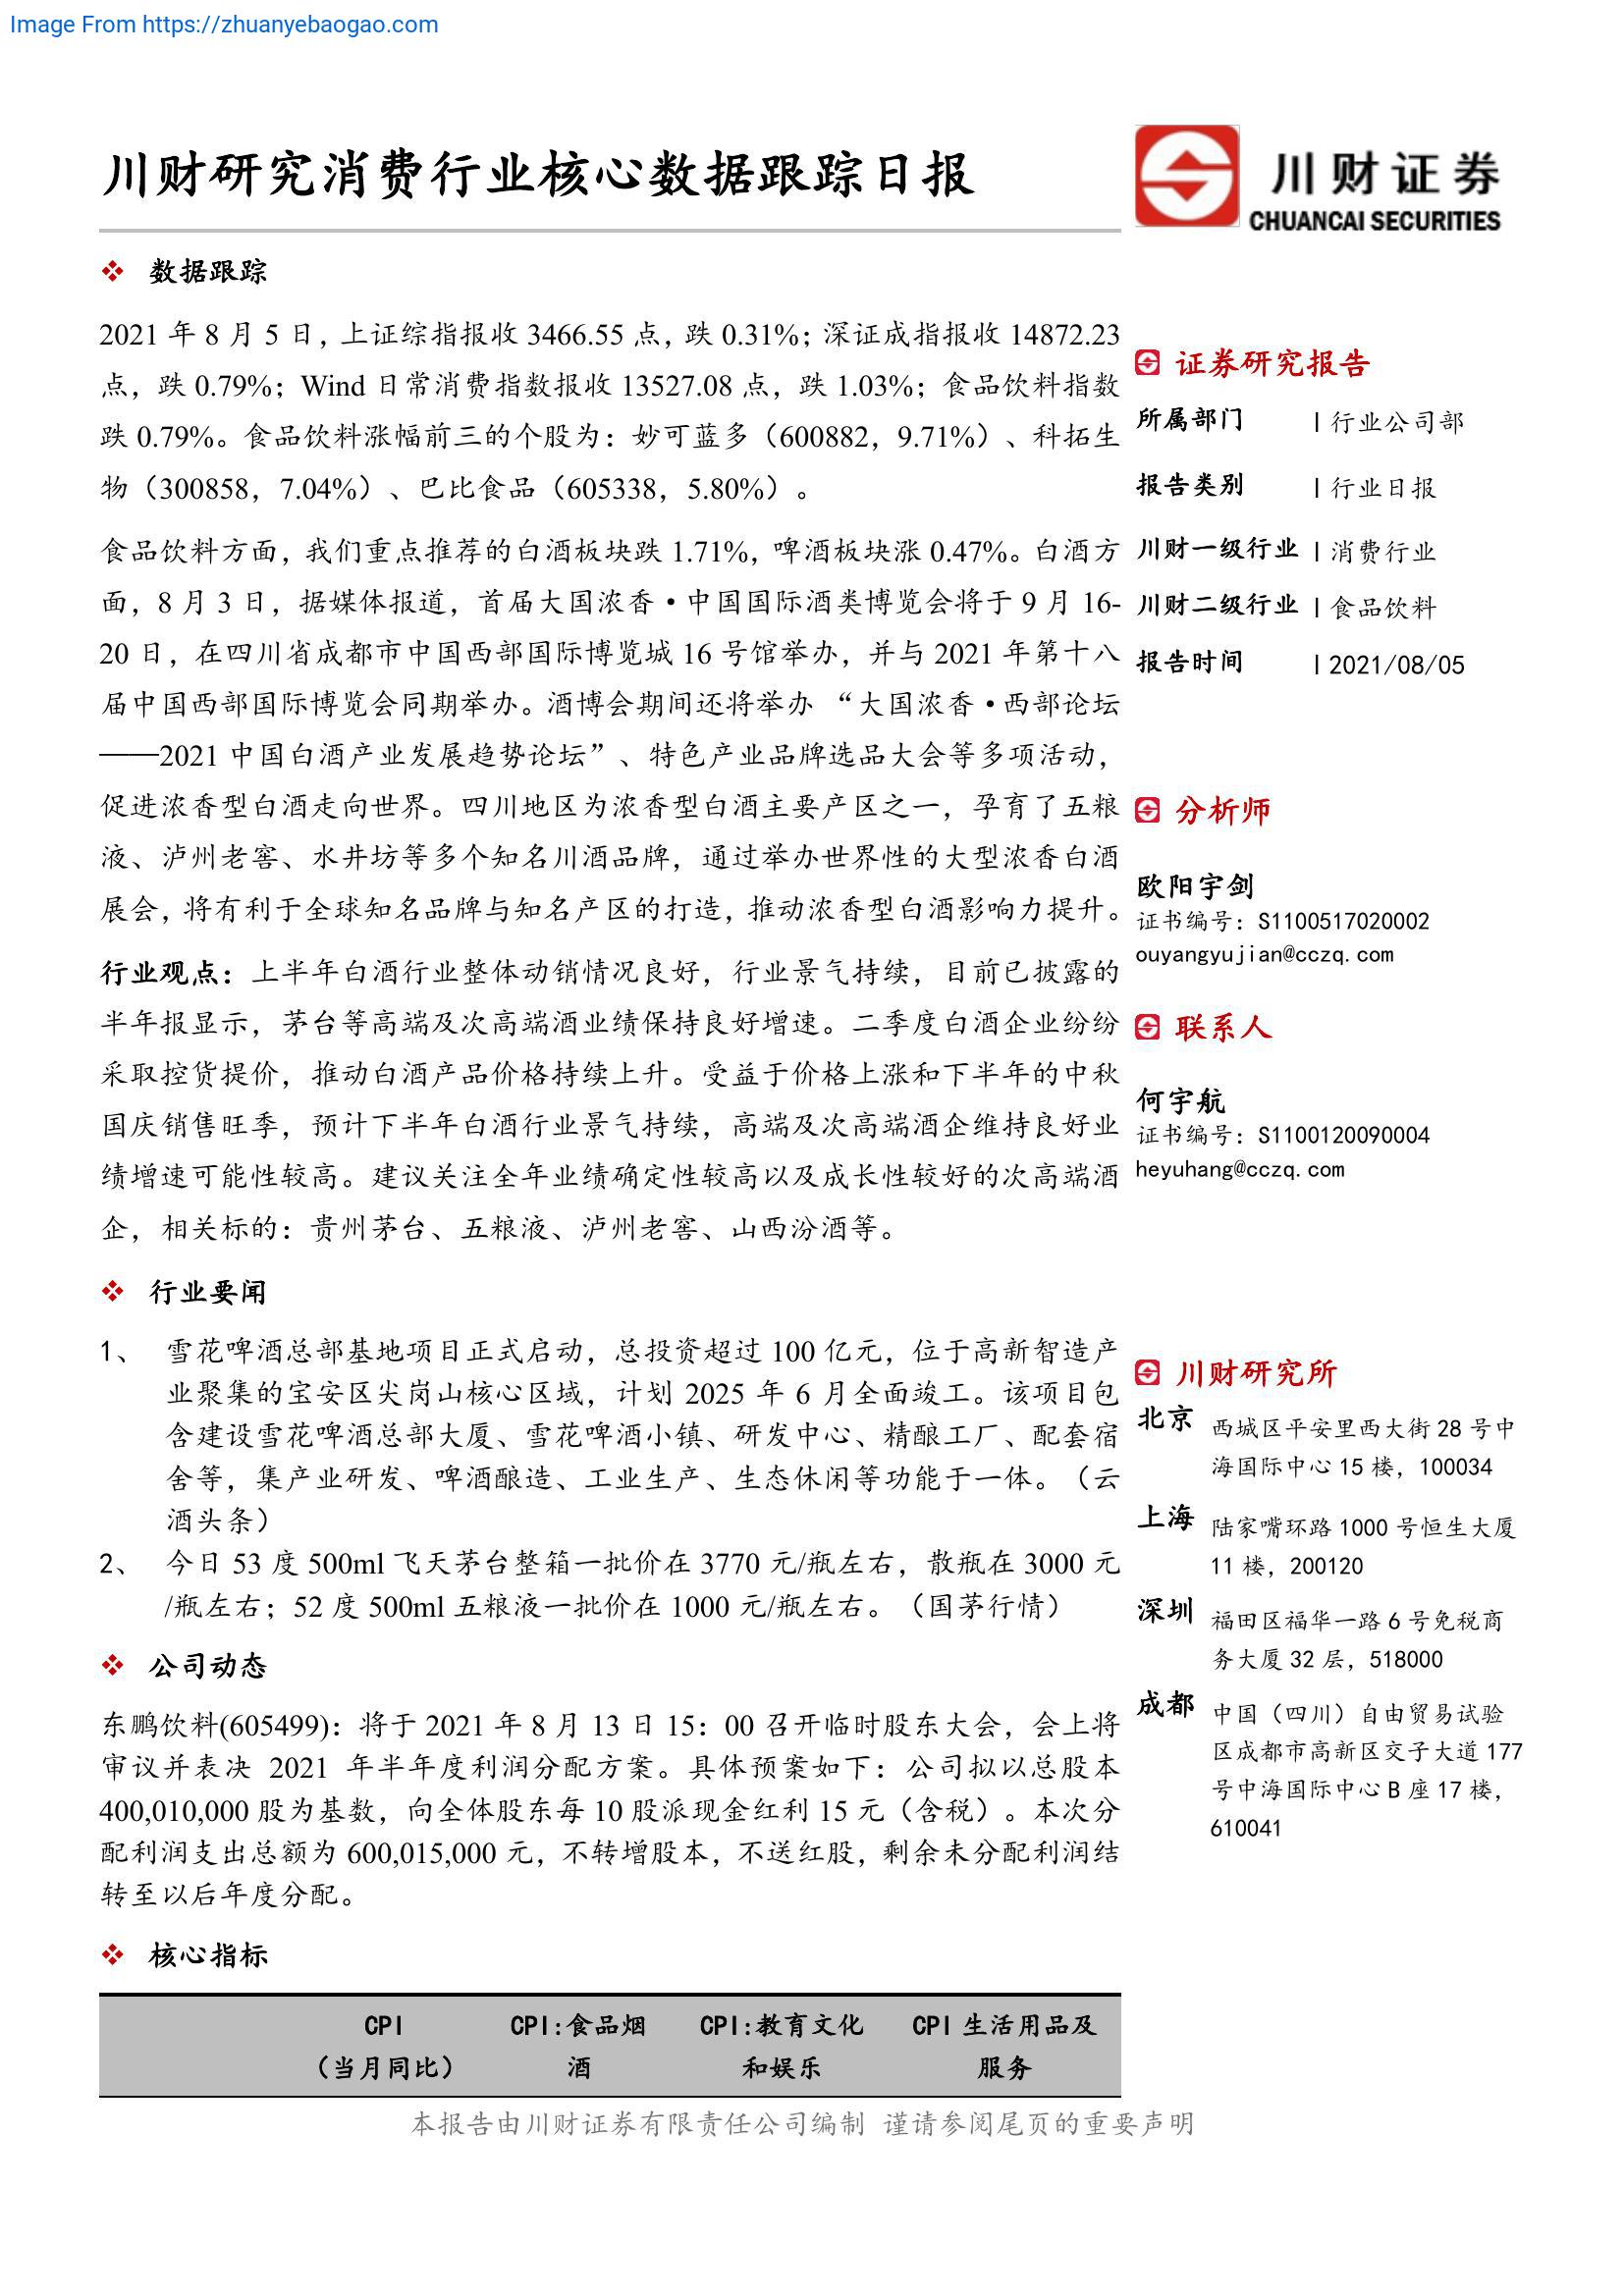 Image From https://zhuanyebaogao.com
川财研究消费行业核心数据跟踪日报
川财证券
CHUANCAI SECURITIES
❖ 数据跟踪
2021 年 8 月 5 日，上证综指报收 3466.55 点，跌 0.31%；深证成指报收 14872.23
点，跌 0.79%；Wind 日常消费指数报收 13527.08 点，跌 1.03%；食品饮料指数
跌 0.79%。食品饮料涨幅前三的个股为：妙可蓝多（600882，9.71%）、科拓生
物（300858，7.04%）、巴比食品（605338，5.80%）。
食品饮料方面，我们重点推荐的白酒板块跌 1.71%，啤酒板块涨 0.47%。白酒方
面，8 月 3 日，据媒体报道，首届大国浓香·中国国际酒类博览会将于 9 月 16-
20 日，在四川省成都市中国西部国际博览城 16 号馆举办，并与 2021 年第十八
届中国西部国际博览会同期举办。酒博会期间还将举办 “大国浓香·西部论坛
——2021 中国白酒产业发展趋势论坛”、特色产业品牌选品大会等多项活动，
促进浓香型白酒走向世界。四川地区为浓香型白酒主要产区之一，孕育了五粮
液、泸州老窖、水井坊等多个知名川酒品牌，通过举办世界性的大型浓香白酒
展会，将有利于全球知名品牌与知名产区的打造，推动浓香型白酒影响力提升。
行业观点：上半年白酒行业整体动销情况良好，行业景气持续，目前已披露的
半年报显示，茅台等高端及次高端酒业绩保持良好增速。二季度白酒企业纷纷
采取控货提价，推动白酒产品价格持续上升。受益于价格上涨和下半年的中秋
国庆销售旺季，预计下半年白酒行业景气持续，高端及次高端酒企维持良好业
绩增速可能性较高。建议关注全年业绩确定性较高以及成长性较好的次高端酒
企，相关标的：贵州茅台、五粮液、泸州老窖、山西汾酒等。
❖ 行业要闻
1、 雪花啤酒总部基地项目正式启动，总投资超过 100 亿元，位于高新智造产
业聚集的宝安区尖岗山核心区域，计划 2025 年 6 月全面竣工。该项目包
含建设雪花啤酒总部大厦、雪花啤酒小镇、研发中心、精酿工厂、配套宿
舍等，集产业研发、啤酒酿造、工业生产、生态休闲等功能于一体。（云
酒头条）
2、 今日 53 度 500ml 飞天茅台整箱一批价在 3770 元/瓶左右，散瓶在 3000 元
/瓶左右；52 度 500ml 五粮液一批价在 1000 元/瓶左右。（国茅行情）
❖ 公司动态
东鹏饮料(605499)：将于 2021 年 8 月 13 日 15：00 召开临时股东大会，会上将
审议并表决 2021 年半年度利润分配方案。具体预案如下：公司拟以总股本
400,010,000 股为基数，向全体股东每 10 股派现金红利 15 元（含税）。本次分
配利润支出总额为 600,015,000 元，不转增股本，不送红股，剩余未分配利润结
转至以后年度分配。
❖ 核心指标
CPI CPI:食品烟 CPI:教育文化 CPI 生活用品及
（当月同比） 酒 和娱乐 服务
证券研究报告
所属部门 | 行业公司部
报告类别 | 行业日报
川财一级行业 | 消费行业
川财二级行业 | 食品饮料
报告时间 | 2021/08/05
分析师
欧阳宇剑
证书编号：S1100517020002
ouyangyujian@cczq.com
联系人
何宇航
证书编号：S1100120090004
heyuhang@cczq.com
川财研究所
北京 西城区平安里西大街 28 号中
海国际中心 15 楼，100034
上海 陆家嘴环路 1000 号恒生大厦
11 楼，200120
深圳 福田区福华一路 6 号免税商
务大厦 32 层，518000
成都 中国（四川）自由贸易试验
区成都市高新区交子大道 177
号中海国际中心 B 座 17 楼，
610041
本报告由川财证券有限责任公司编制 谨请参阅尾页的重要声明